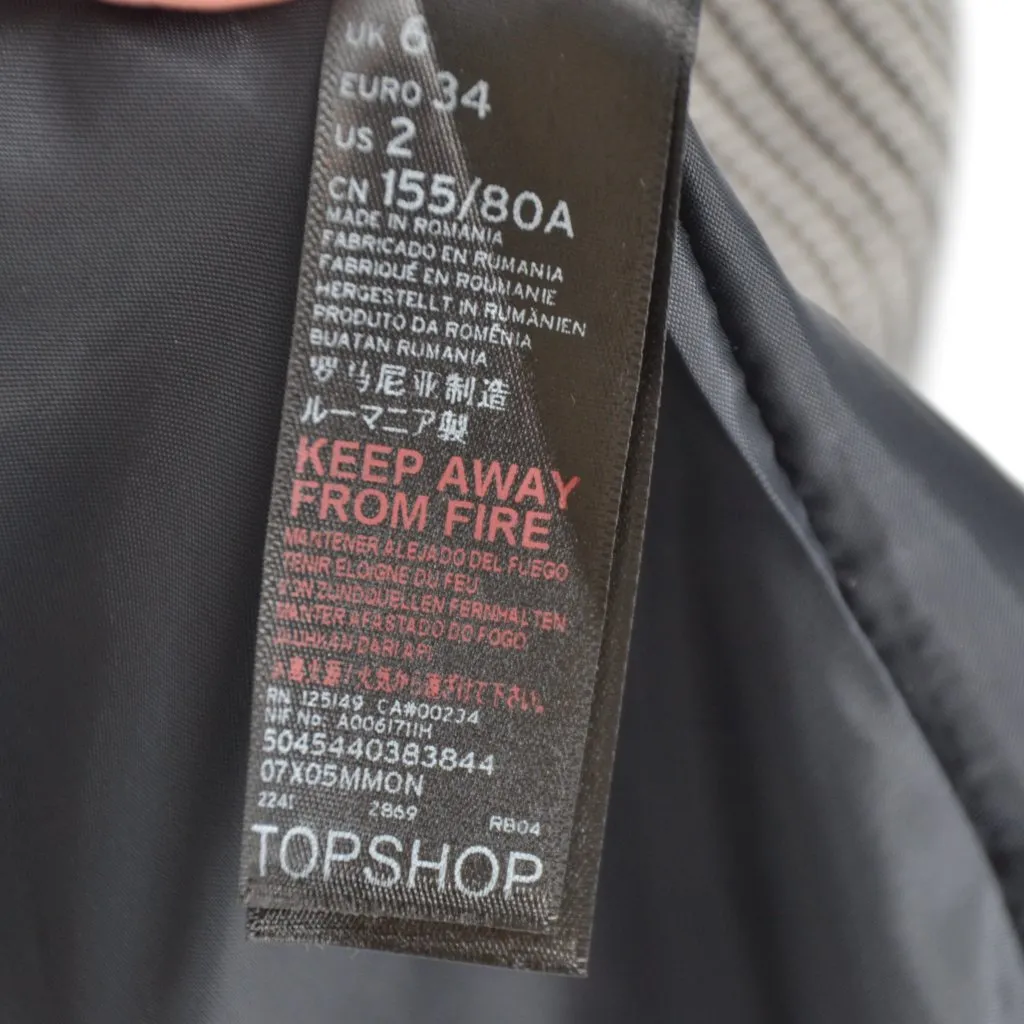 UK 6
EURO 34
US 2
CN 155/80A
MADE IN ROMANIA
FABRICADO EN RUMANIA
FABRIQUÉ EN ROUMANIE
HERGESTELLT IN RUMÄNIEN
PRODUTO DA ROMÊNIA
BUATAN RUMANIA
罗马尼亚制造
ルーマニア製
KEEP AWAY
FROM FIRE
MANTENER ALEJADO DEL FUEGO
TENIR ELOIGNE DU FEU
VON ZUNDQUELLEN FERNHALTEN
MANTER AFASTADO DO FOGO
JAUHKAN DARI API
RN 125149 CA#00234
NIF No: A0061711H
5045440383844
07X05MMON
2241 2869 RB04
TOPSHOP